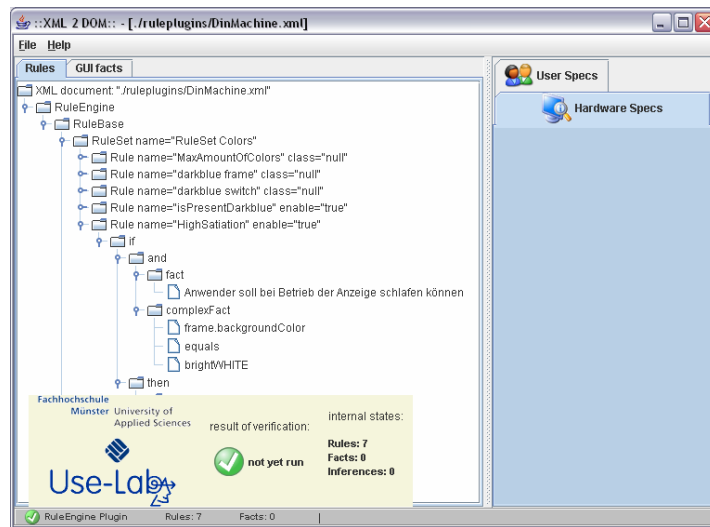 ::XML 2 DOM:: - [./ruleplugins/DinMachine.xml]
File Help
Rules GUI facts
XML document: "./ruleplugins/DinMachine.xml"
RuleEngine
RuleBase
RuleSet name="RuleSet Colors"
Rule name="MaxAmountOfColors" class="null"
Rule name="darkblue frame" class="null"
Rule name="darkblue switch" class="null"
Rule name="isPresentDarkblue" enable="true"
Rule name="HighSatiation" enable="true"
if
and
fact
Anwender soll bei Betrieb der Anzeige schlafen können
complexFact
frame.backgroundColor
equals
brightWHITE
then
User Specs
Hardware Specs
Fachhochschule
Münster University of
Applied Sciences
Use-Lab
result of verification:
not yet run
internal states:
Rules: 7
Facts: 0
Inferences: 0
RuleEngine Plugin Rules: 7 Facts: 0